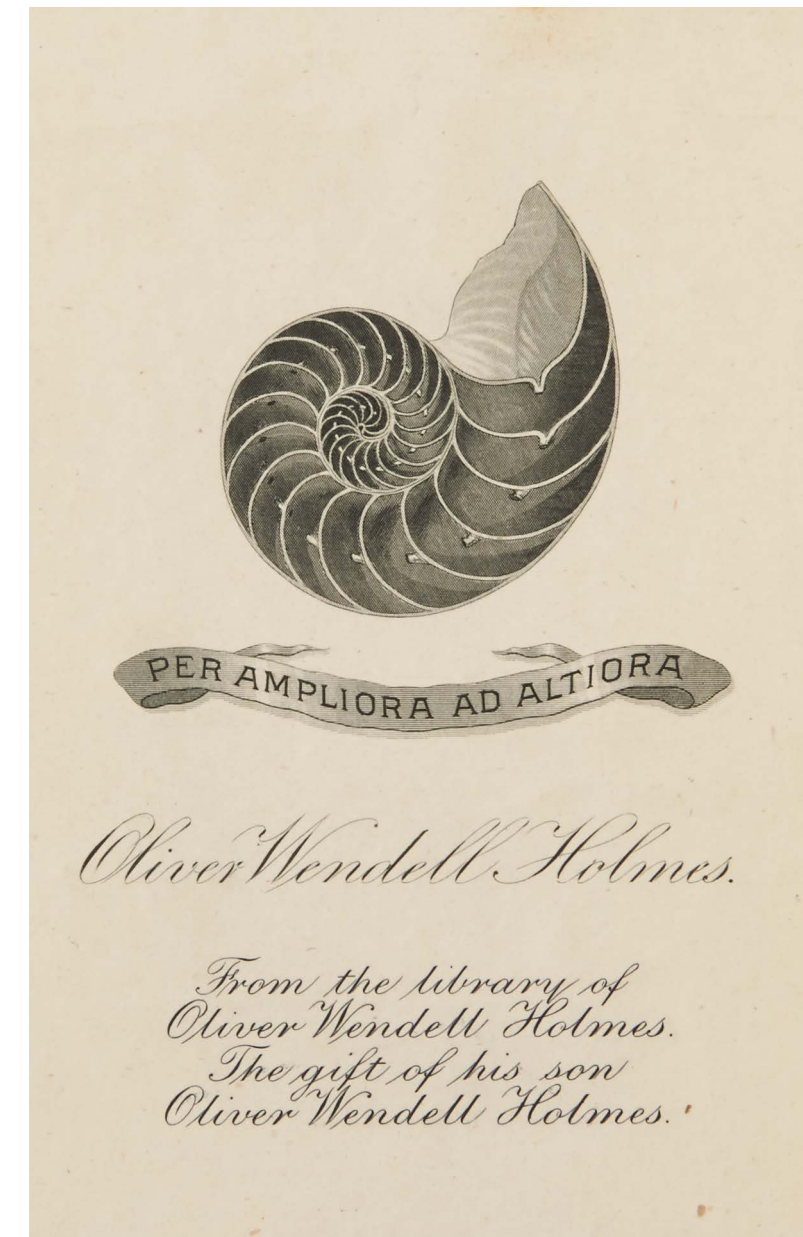 PER AMPLIORA AD ALTIORA
Oliver Wendell Holmes.
From the library of
Oliver Wendell Holmes.
The gift of his son
Oliver Wendell Holmes.